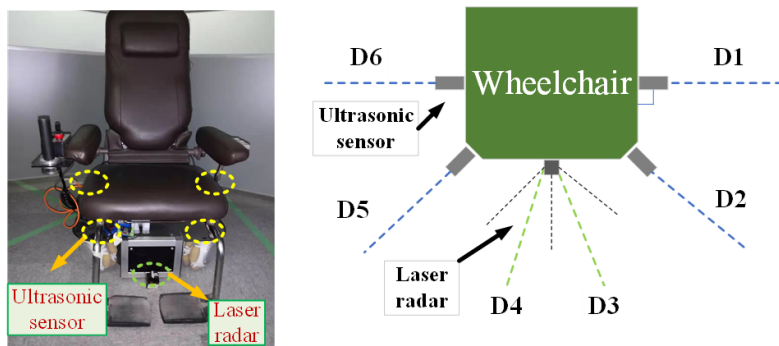 Ultrasonic
sensor
Laser
radar
D6
D1
Wheelchair
Ultrasonic
sensor
D5
D2
Laser
radar
D4
D3